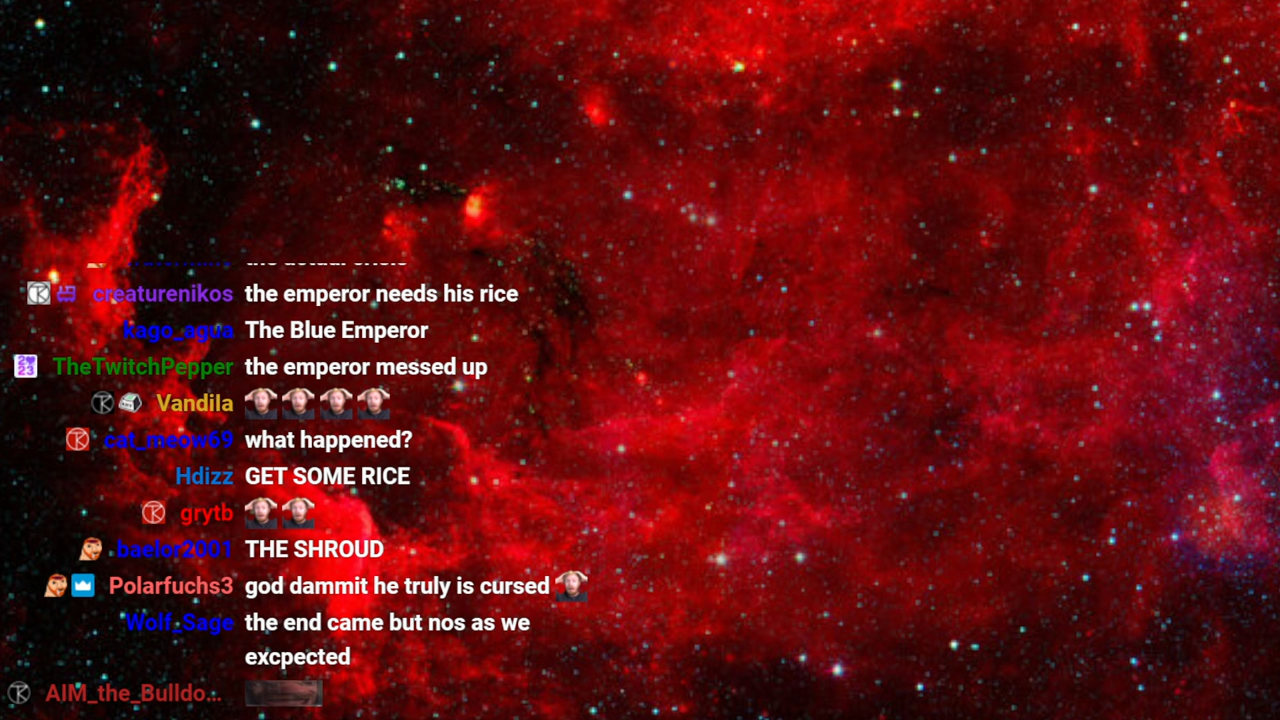 creaturenikos the emperor needs his rice
kago_agua The Blue Emperor
TheTwitchPepper the emperor messed up
Vandila
cat_meow69 what happened?
Hdizz GET SOME RICE
grytb
baelor2001 THE SHROUD
Polarfuchs3 god dammit he truly is cursed
Wolf_Sage the end came but nos as we
excpected
AIM_the_Bulldo...